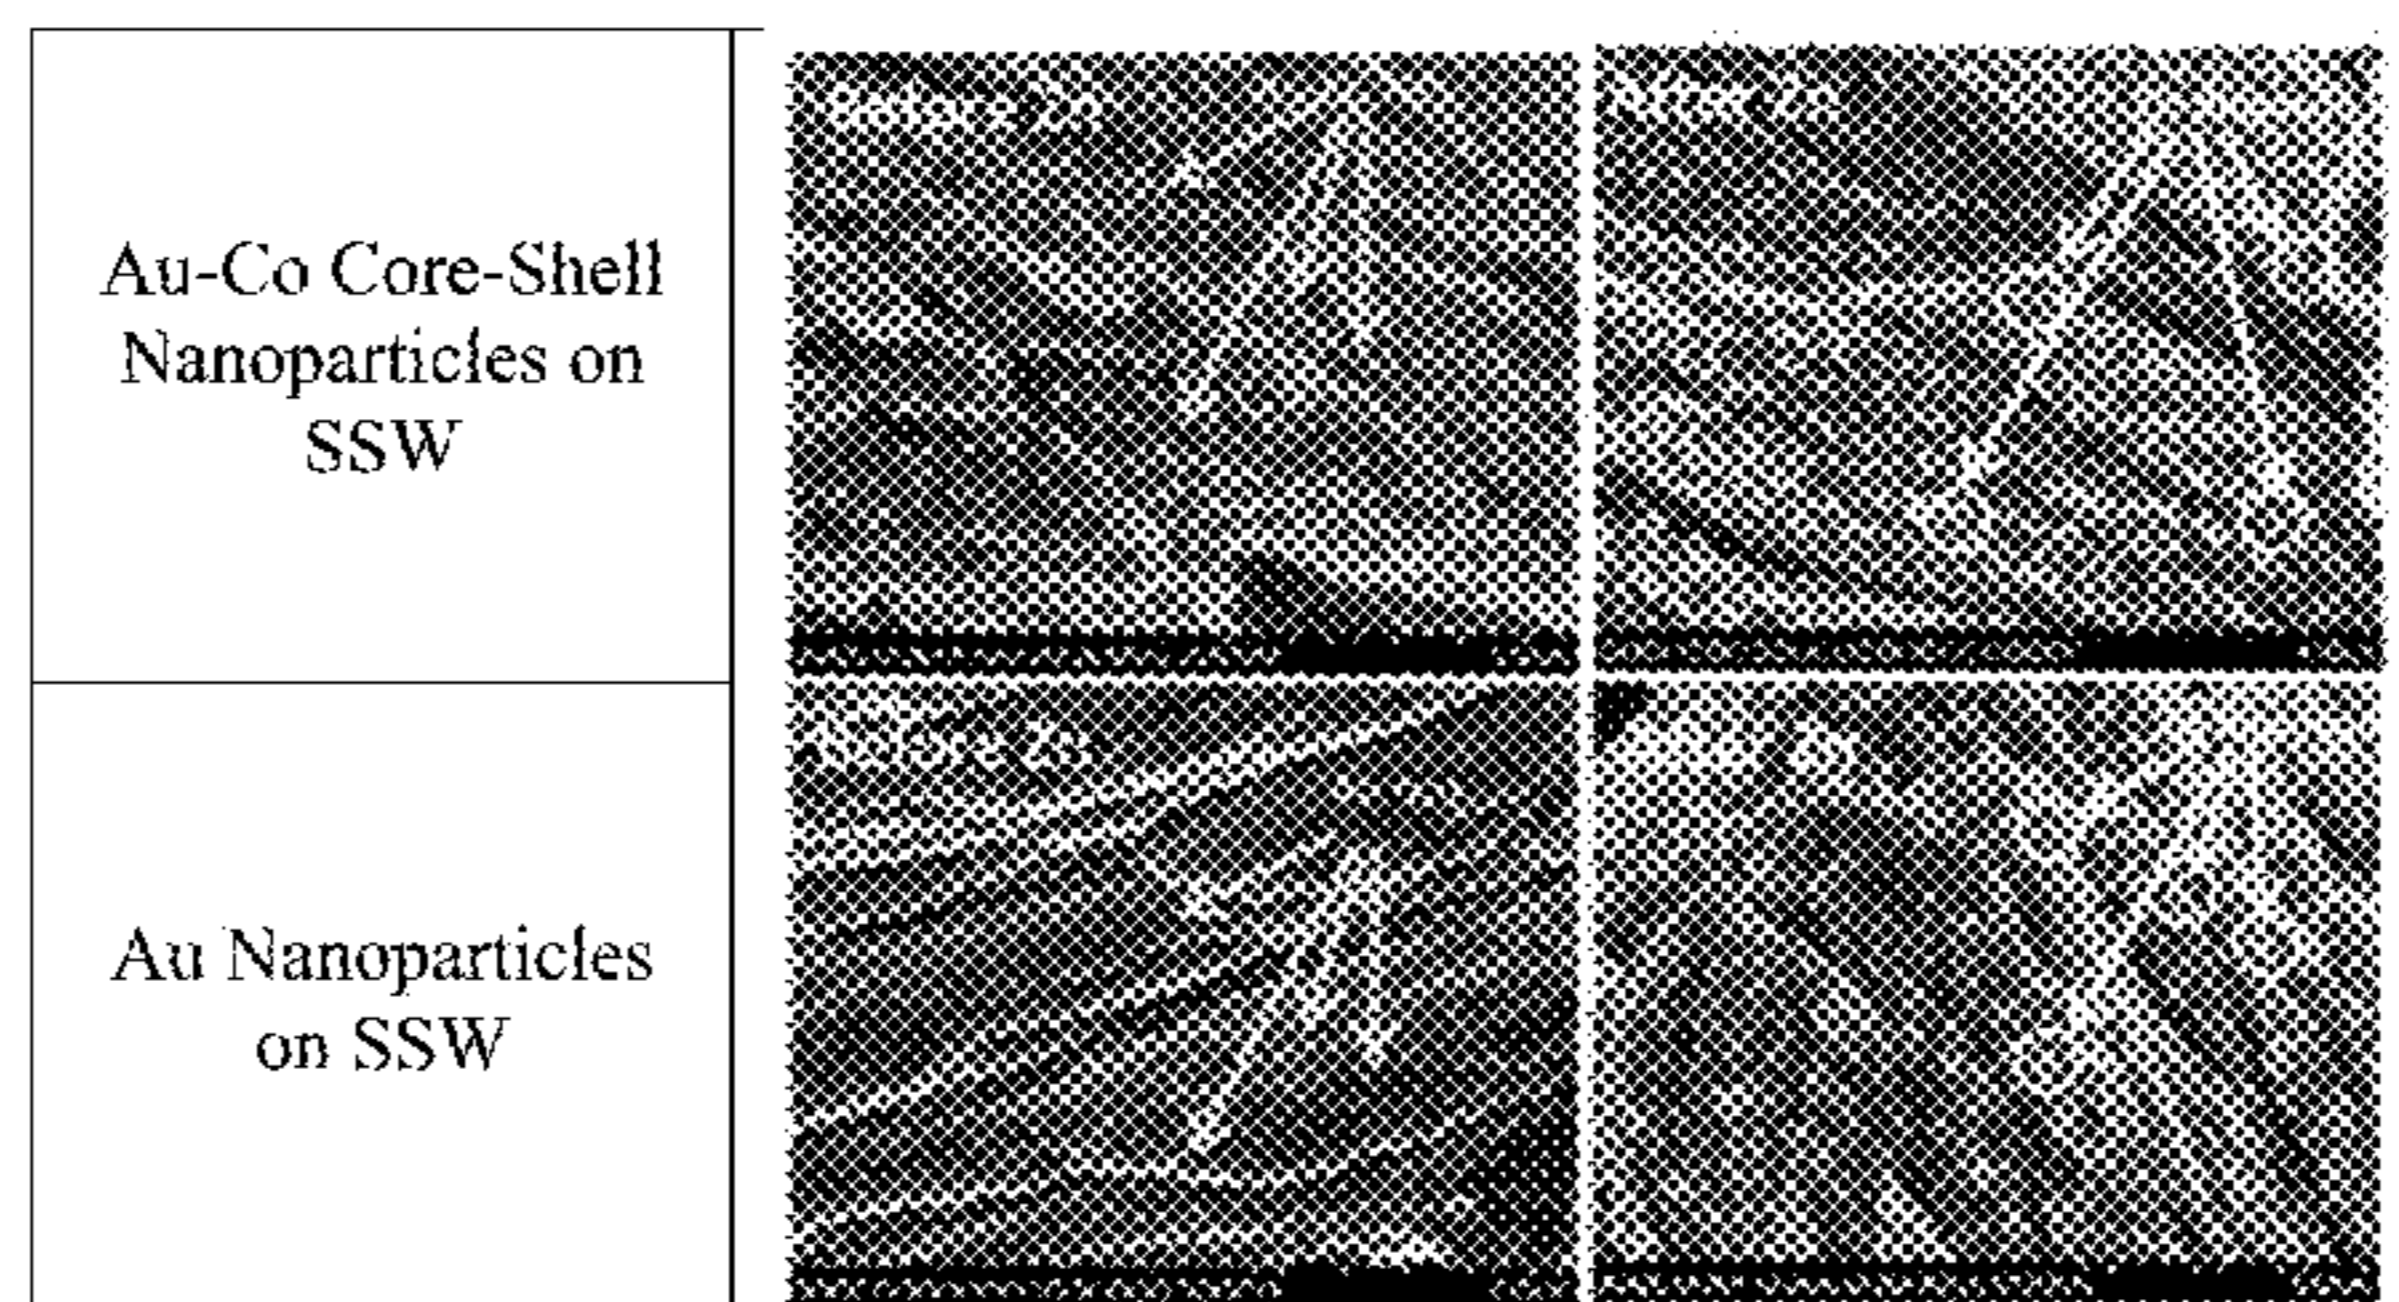 Au-Co Core-Shell
Nanoparticles on
SSW
Au Nanoparticles
on SSW